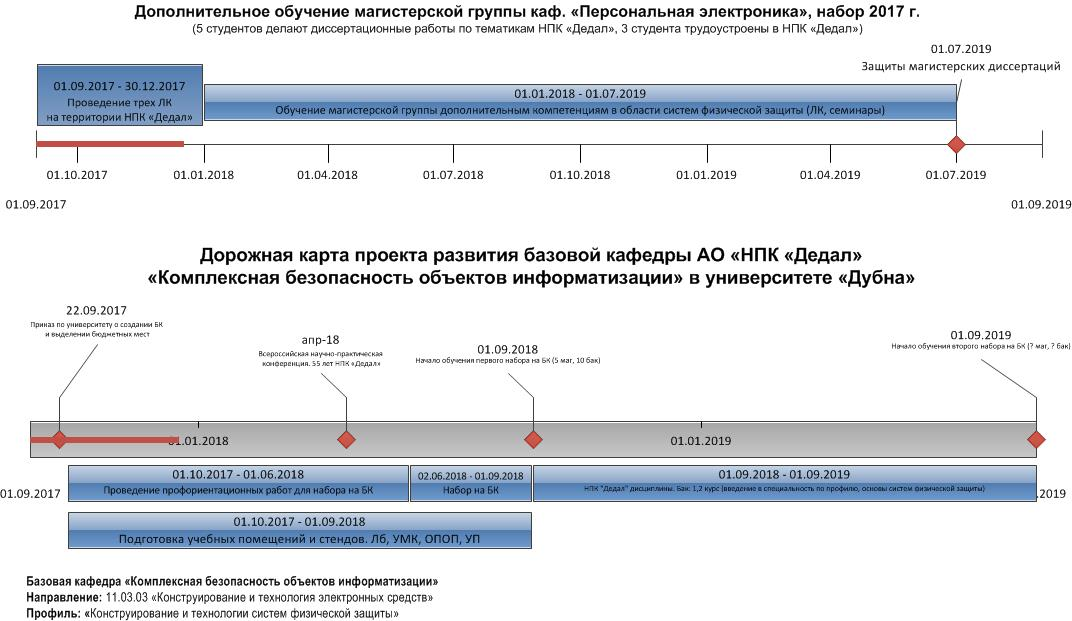 Дополнительное обучение магистерской группы каф. «Персональная электроника», набор 2017 г.
(5 студентов делают диссертационные работы по тематикам НПК «Дедал», 3 студента трудоустроены в НПК «Дедал»)
01.07.2019
Защиты магистерских диссертаций
01.09.2017 - 30.12.2017
Проведение трех ЛК
на территории НПК «Дедал»
01.01.2018 - 01.07.2019
Обучение магистерской группы дополнительным компетенциям в области систем физической защиты (ЛК, семинары)
01.10.2017 01.01.2018 01.04.2018 01.07.2018 01.10.2018 01.01.2019 01.04.2019 01.07.2019
01.09.2017 01.09.2019
Дорожная карта проекта развития базовой кафедры АО «НПК «Дедал»
«Комплексная безопасность объектов информатизации» в университете «Дубна»
22.09.2017
Приказ по университету о создании БК
и выделении бюджетных мест
апр-18
Всероссийская научно-практическая
конференция. 55 лет НПК «Дедал»
01.09.2018
Начало обучения первого набора на БК (5 маг, 10 бак)
01.09.2019
Начало обучения второго набора на БК (? маг, ? бак)
01.01.2018 01.01.2019
01.10.2017 - 01.06.2018
Проведение профориентационных работ для набора на БК
02.06.2018 - 01.09.2018
Набор на БК
01.09.2018 - 01.09.2019
НПК "Дедал" дисциплины. Бак: 1,2 курс (введение в специальность по профилю, основы систем физической защиты)
01.09.2017 .2019
01.10.2017 - 01.09.2018
Подготовка учебных помещений и стендов. Лб, УМК, ОПОП, УП
Базовая кафедра «Комплексная безопасность объектов информатизации»
Направление: 11.03.03 «Конструирование и технология электронных средств»
Профиль: «Конструирование и технологии систем физической защиты»